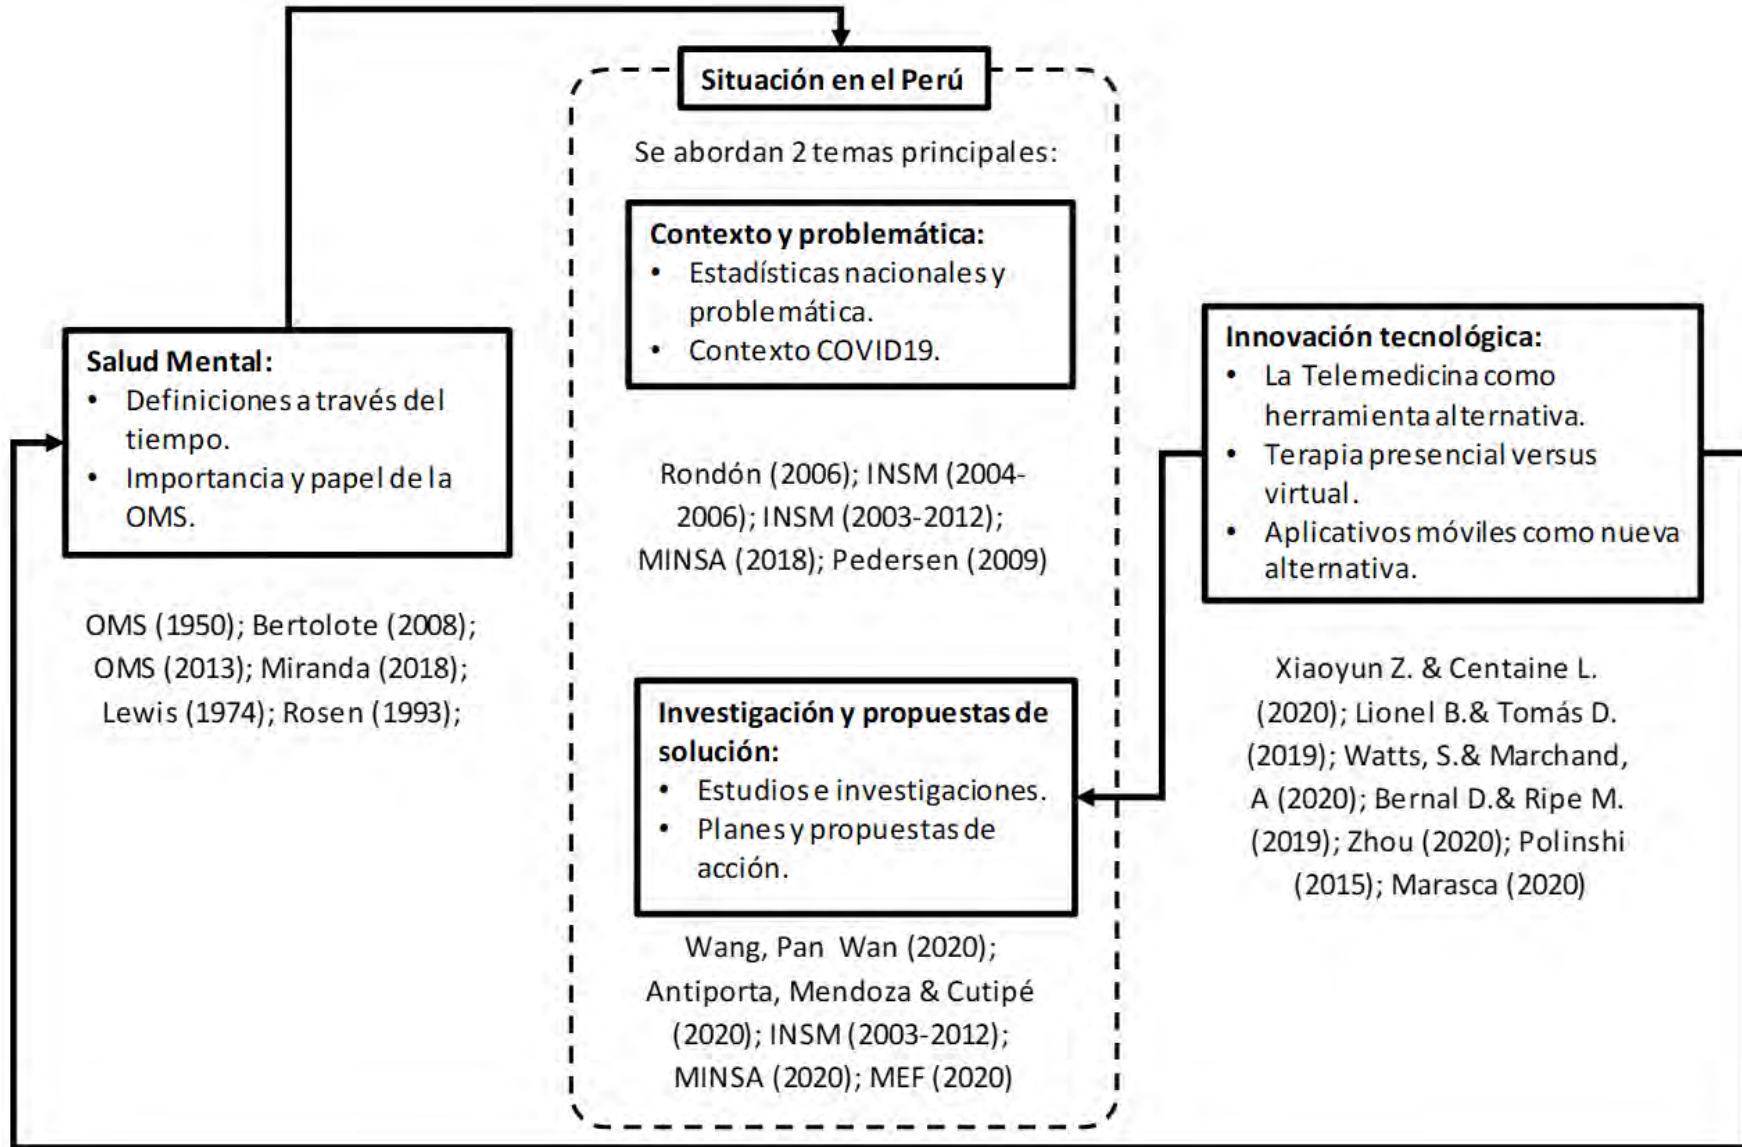 Situación en el Perú
Se abordan 2 temas principales:
Contexto y problemática:
• Estadísticas nacionales y
problemática.
• Contexto COVID19.
Rondón (2006); INSM (2004-
2006); INSM (2003-2012);
MINSA (2018); Pedersen (2009)
Investigación y propuestas de
solución:
• Estudios e investigaciones.
• Planes y propuestas de
acción.
Wang, Pan Wan (2020);
Antiporta, Mendoza & Cutipé
(2020); INSM (2003-2012);
MINSA (2020); MEF (2020)
Salud Mental:
• Definiciones a través del
tiempo.
• Importancia y papel de la
OMS.
OMS (1950); Bertolote (2008);
OMS (2013); Miranda (2018);
Lewis (1974); Rosen (1993);
Innovación tecnológica:
• La Telemedicina como
herramienta alternativa.
• Terapia presencial versus
virtual.
• Aplicativos móviles como nueva
alternativa.
Xiaoyun Z. & Centaine L.
(2020); Lionel B.& Tomás D.
(2019); Watts, S.& Marchand,
A (2020); Bernal D.& Ripe M.
(2019); Zhou (2020); Polinshi
(2015); Marasca (2020)